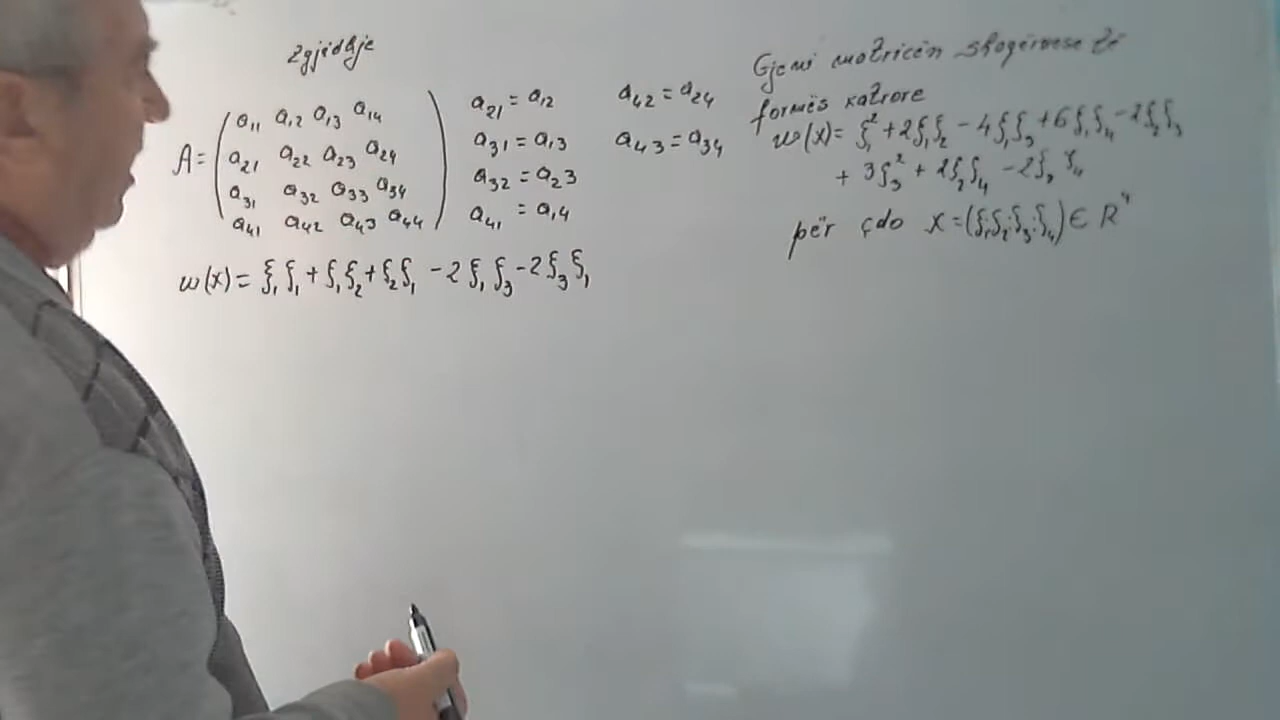 Zgjidhje
A = ( a₁₁ a₁₂ a₁₃ a₁₄
a₂₁ a₂₂ a₂₃ a₂₄
a₃₁ a₃₂ a₃₃ a₃₄
a₄₁ a₄₂ a₄₃ a₄₄ )
a₂₁ = a₁₂
a₃₁ = a₁₃
a₃₂ = a₂₃
a₄₁ = a₁₄
a₄₂ = a₂₄
a₄₃ = a₃₄
w(x) = ξ₁ξ₁ + ξ₁ξ₂ + ξ₂ξ₁ - 2ξ₁ξ₃ - 2ξ₃ξ₁
Gjeni matricën shoqëruese të
formës katrore
w(x) = ξ₁² + 2ξ₁ξ₂ - 4ξ₁ξ₃ + 6ξ₁ξ₄ - 2ξ₂ξ₃
+ 3ξ₃² + 2ξ₂ξ₄ - 2ξ₃ξ₄
për çdo x = (ξ₁; ξ₂; ξ₃; ξ₄) ∈ R⁴